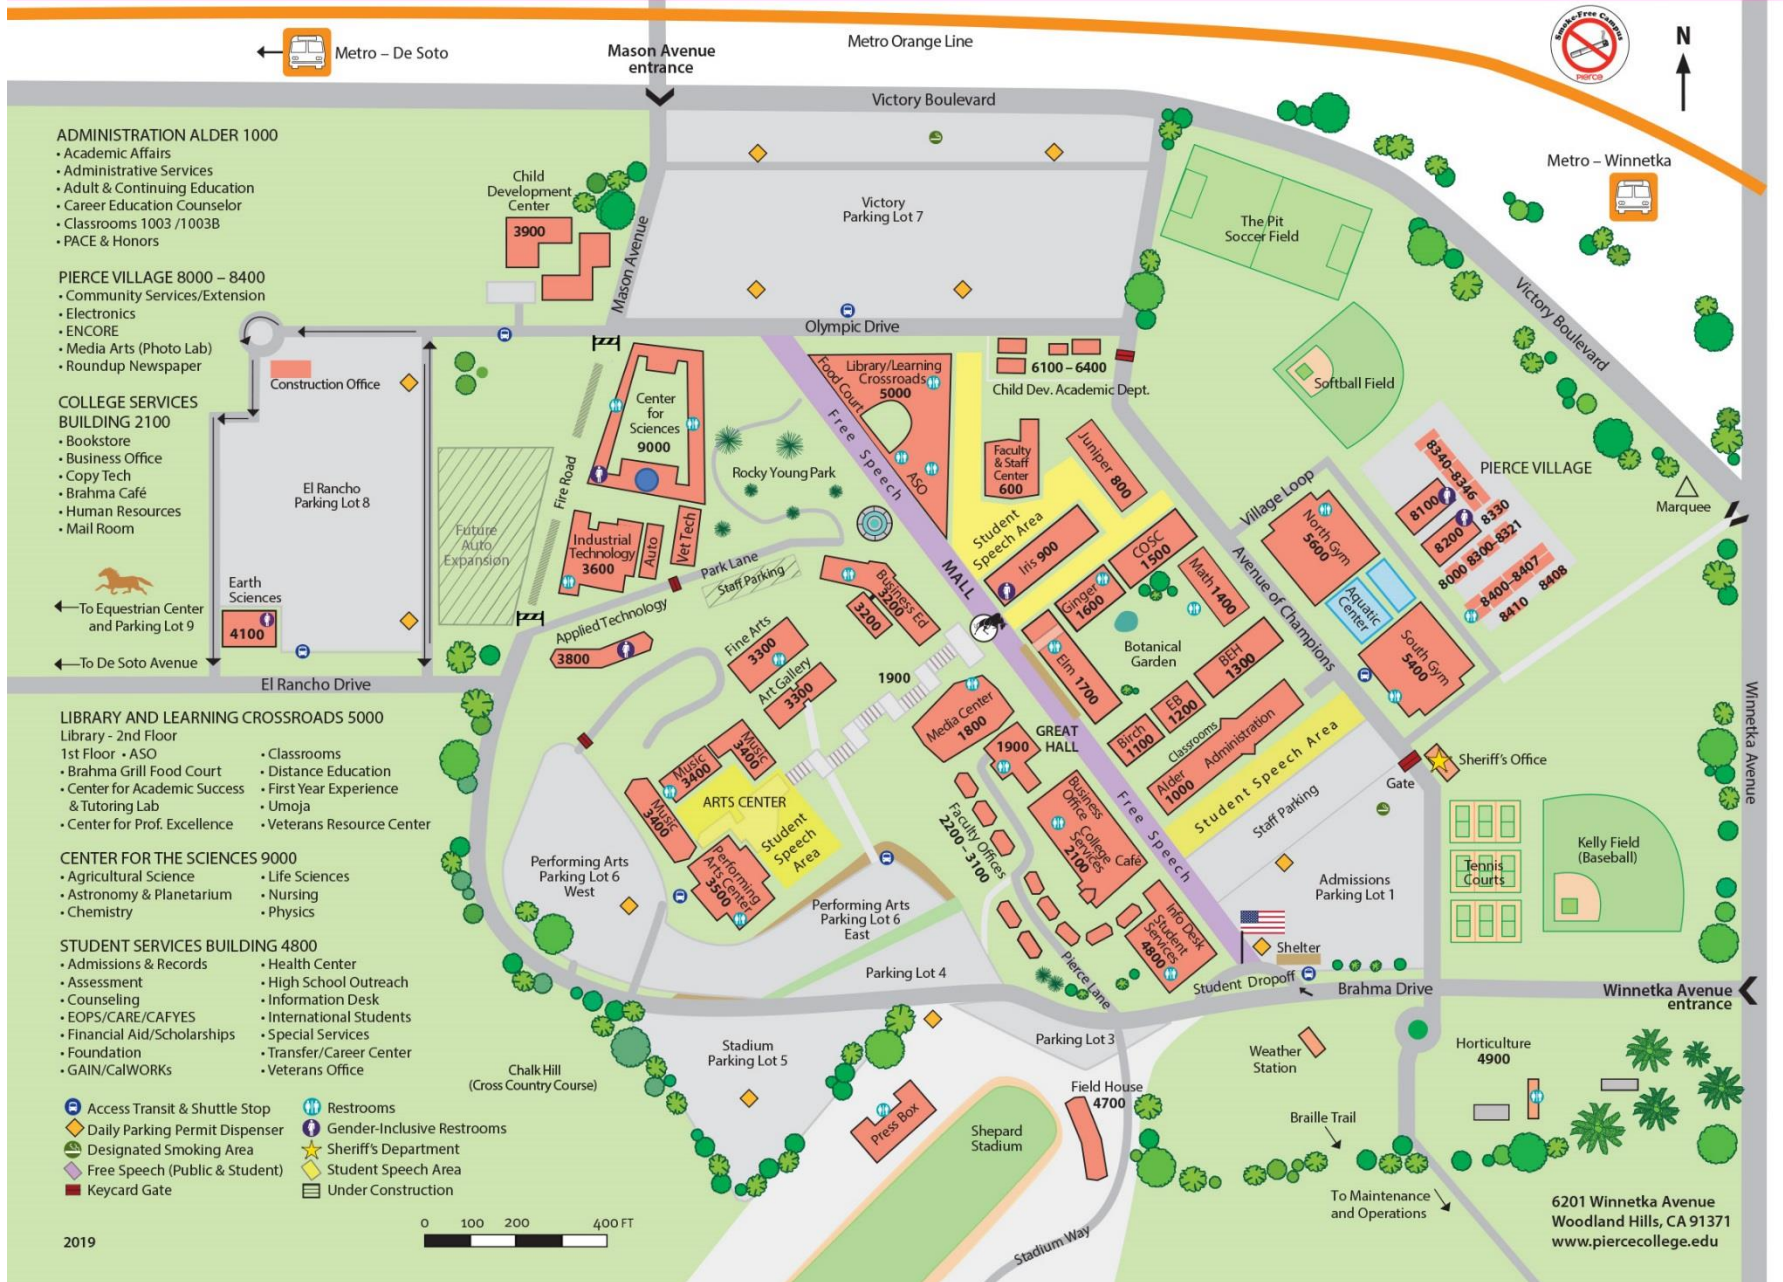 Metro – De Soto
Mason Avenue
entrance
Metro Orange Line
Smoke-Free Campus
PIERCE
N
Victory Boulevard
Metro – Winnetka
ADMINISTRATION ALDER 1000
• Academic Affairs
• Administrative Services
• Adult & Continuing Education
• Career Education Counselor
• Classrooms 1003 /1003B
• PACE & Honors
PIERCE VILLAGE 8000 – 8400
• Community Services/Extension
• Electronics
• ENCORE
• Media Arts (Photo Lab)
• Roundup Newspaper
COLLEGE SERVICES
BUILDING 2100
• Bookstore
• Business Office
• Copy Tech
• Brahma Café
• Human Resources
• Mail Room
To Equestrian Center
and Parking Lot 9
To De Soto Avenue
Earth
Sciences
4100
El Rancho Drive
Construction Office
El Rancho
Parking Lot 8
Future
Auto
Expansion
Fire Road
Child
Development
Center
3900
Mason Avenue
Victory
Parking Lot 7
Olympic Drive
The Pit
Soccer Field
Victory Boulevard
Softball Field
Center
for
Sciences
9000
Rocky Young Park
Industrial
Technology
3600
Auto
Vet Tech
Park Lane
Staff Parking
Applied Technology
3800
Library/Learning
Crossroads
5000
Food Court
ASO
Free Speech
MALL
6100 – 6400
Child Dev. Academic Dept.
Faculty
& Staff
Center
600
Juniper 800
Student
Speech Area
Iris 900
COSC
1500
Ginger
1600
Math 1400
Botanical
Garden
BEH
1300
Elm 1700
EB
1200
Birch
1100
Classrooms
Administration
Alder
1000
Student Speech Area
Staff Parking
Avenue of Champions
Village Loop
North Gym
5600
Aquatic
Center
South Gym
5400
PIERCE VILLAGE
8340–8346
8100
8200
8330
8300–8321
8000
8400–8407
8408
8410
Marquee
Winnetka Avenue
Business Ed
3200
3200
Fine Arts
3300
Art Gallery
3300
1900
Media Center
1800
1900
GREAT
HALL
Music
3400
Music
3400
Music
3400
ARTS CENTER
Student
Speech
Area
Performing
Arts Center
3500
Performing Arts
Parking Lot 6
West
Performing Arts
Parking Lot 6
East
Parking Lot 4
Faculty Offices
2200 – 3100
Business
Office
College
Services
2100
Café
Free Speech
Info Desk
Student
Services
4800
Pierce Lane
Gate
Sheriff's Office
Admissions
Parking Lot 1
Tennis
Courts
Kelly Field
(Baseball)
Shelter
Student Dropoff
Brahma Drive
Winnetka Avenue
entrance
LIBRARY AND LEARNING CROSSROADS 5000
Library - 2nd Floor
1st Floor • ASO
• Brahma Grill Food Court
• Center for Academic Success
& Tutoring Lab
• Center for Prof. Excellence
• Classrooms
• Distance Education
• First Year Experience
• Umoja
• Veterans Resource Center
CENTER FOR THE SCIENCES 9000
• Agricultural Science
• Astronomy & Planetarium
• Chemistry
• Life Sciences
• Nursing
• Physics
STUDENT SERVICES BUILDING 4800
• Admissions & Records
• Assessment
• Counseling
• EOPS/CARE/CAFYES
• Financial Aid/Scholarships
• Foundation
• GAIN/CalWORKs
• Health Center
• High School Outreach
• Information Desk
• International Students
• Special Services
• Transfer/Career Center
• Veterans Office
Access Transit & Shuttle Stop
Daily Parking Permit Dispenser
Designated Smoking Area
Free Speech (Public & Student)
Keycard Gate
Restrooms
Gender-Inclusive Restrooms
Sheriff's Department
Student Speech Area
Under Construction
2019
0 100 200 400 FT
Chalk Hill
(Cross Country Course)
Stadium
Parking Lot 5
Press Box
Parking Lot 3
Field House
4700
Shepard
Stadium
Stadium Way
Weather
Station
Horticulture
4900
Braille Trail
To Maintenance
and Operations
6201 Winnetka Avenue
Woodland Hills, CA 91371
www.piercecollege.edu